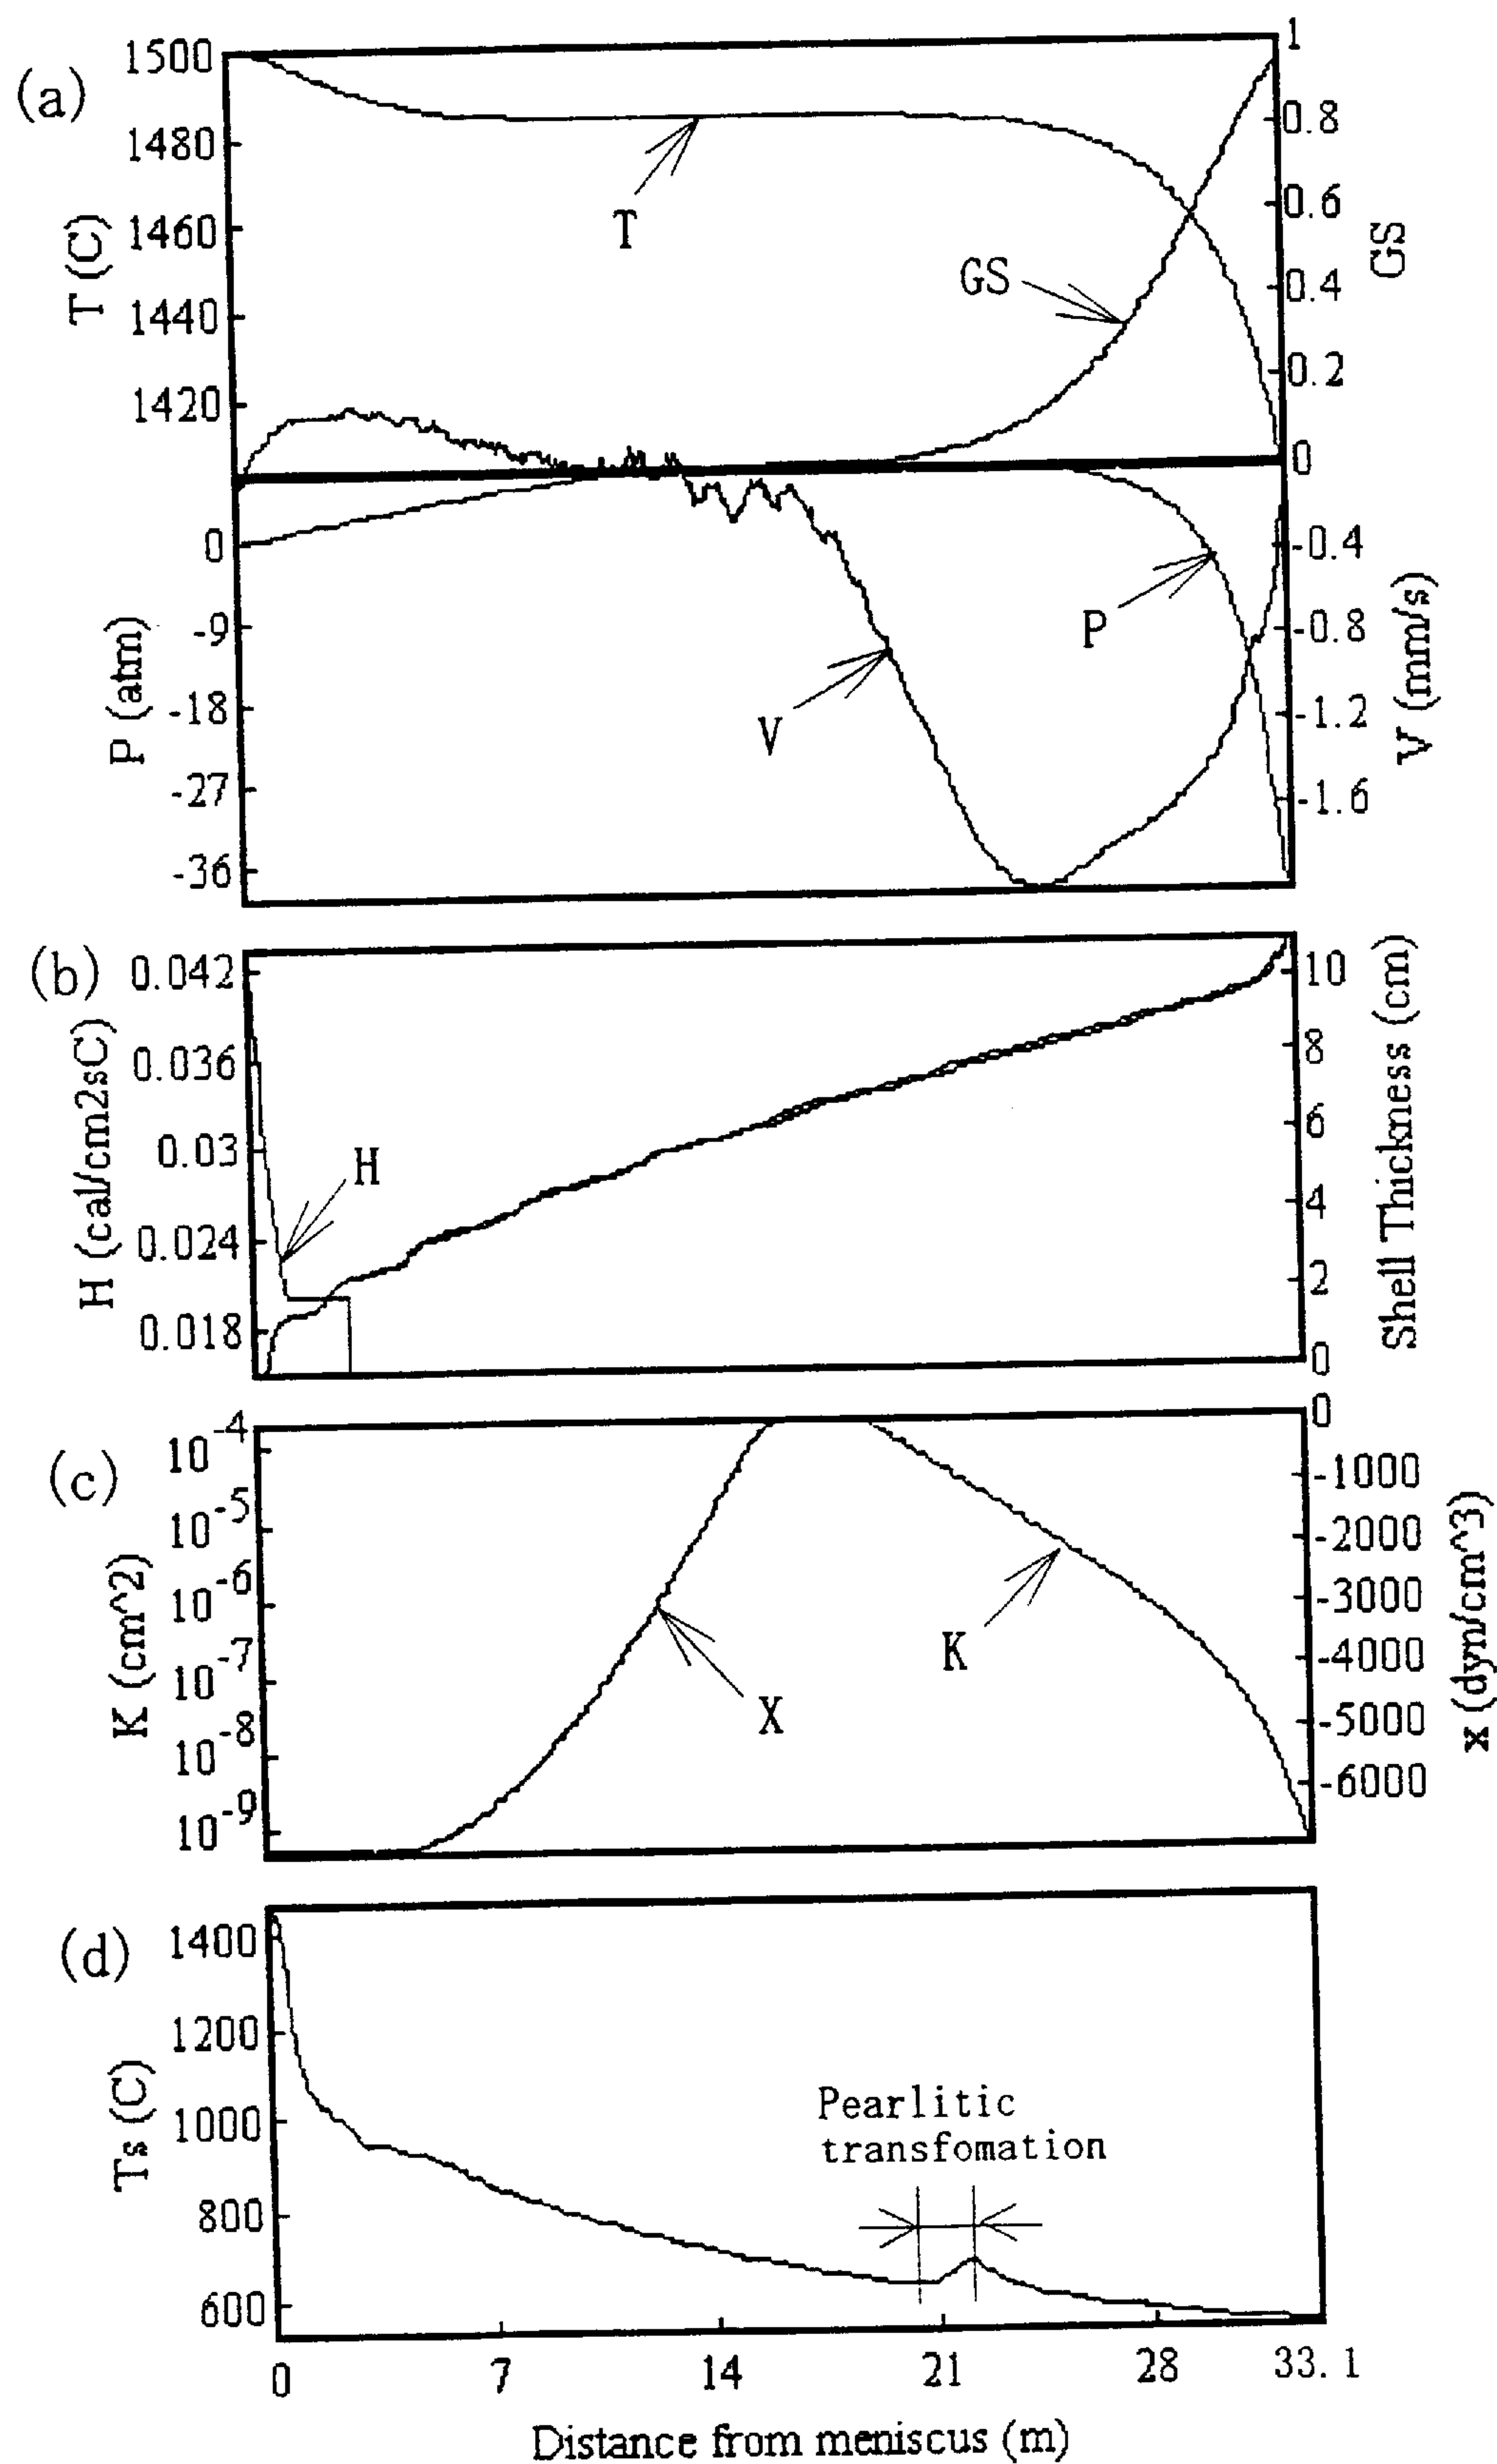 (a)
T (C)
1500
1480
1460
1440
1420
1
0.8
0.6
0.4
0.2
0
GS
T
GS
P (atm)
0
-9
-18
-27
-36
-0.4
-0.8
-1.2
-1.6
V (mm/s)
P
V
(b)
H (cal/cm2sC)
0.042
0.036
0.03
0.024
0.018
10
8
6
4
2
0
Shell Thickness (cm)
H
(c)
K (cm^2)
10^-4
10^-5
10^-6
10^-7
10^-8
10^-9
0
-1000
-2000
-3000
-4000
-5000
-6000
x (dyn/cm^3)
K
X
(d)
Ts (C)
1400
1200
1000
800
600
Pearlitic
transfomation
0 7 14 21 28 33.1
Distance from meniscus (m)